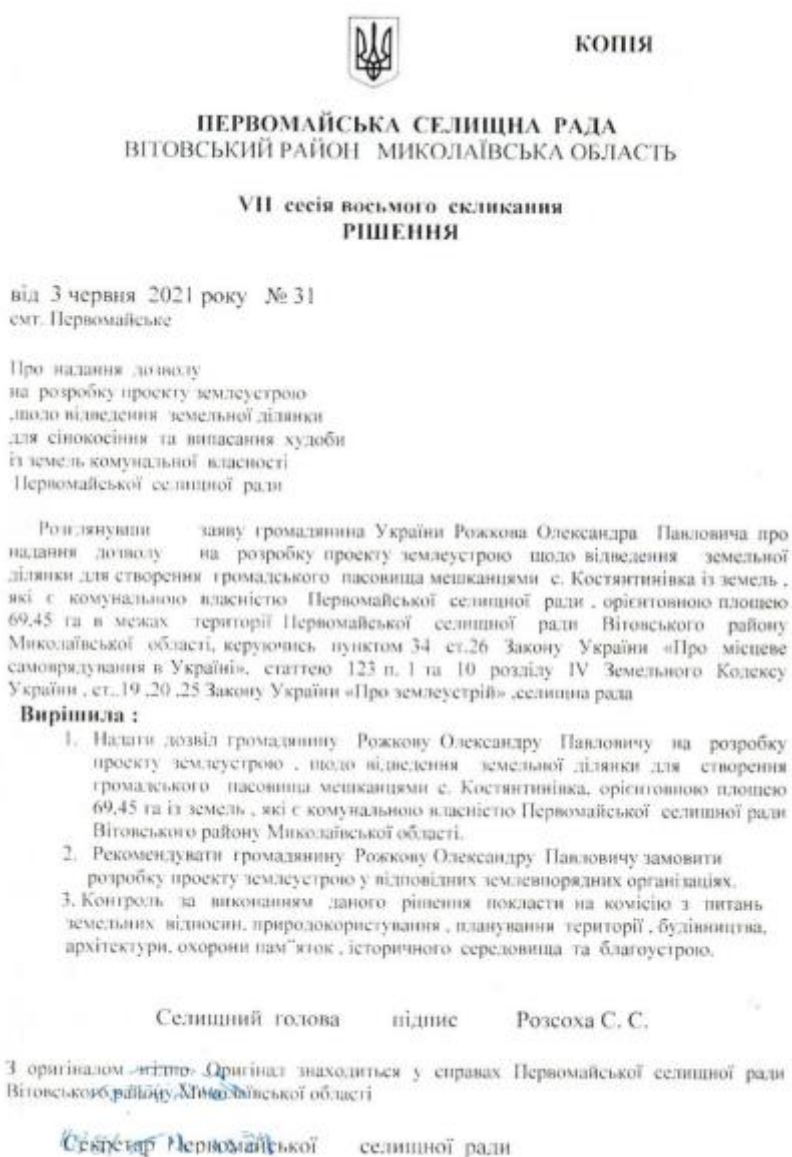 КОПІЯ
ПЕРВОМАЙСЬКА СЕЛИЩНА РАДА
ВІТОВСЬКИЙ РАЙОН МИКОЛАЇВСЬКА ОБЛАСТЬ
VII сесія восьмого скликання
РІШЕННЯ
від 3 червня 2021 року № 31
смт. Первомайське
Про надання дозволу
на розробку проекту землеустрою
,щодо відведення земельної ділянки
для сінокосіння та випасання худоби
із земель комунальної власності
Первомайської селищної ради
Розглянувши заяву громадянина України Рожкова Олександра Павловича про
надання дозволу на розробку проекту землеустрою щодо відведення земельної
ділянки для створення громадського пасовища мешканцями с. Костянтинівка із земель ,
які є комунальною власністю Первомайської селищної ради , орієнтовною площею
69,45 га в межах території Первомайської селищної ради Вітовського району
Миколаївської області, керуючись пунктом 34 ст.26 Закону України «Про місцеве
самоврядування в Україні», статтею 123 п. 1 та 10 розділу IV Земельного Кодексу
України , ст..19 ,20 ,25 Закону України «Про землеустрій» ,селищна рада
Вирішила :
1. Надати дозвіл громадянину Рожкову Олександру Павловичу на розробку
проекту землеустрою , щодо відведення земельної ділянки для створення
громадського пасовища мешканцями с. Костянтинівка, орієнтовною площею
69,45 га із земель , які є комунальною власністю Первомайської селищної ради
Вітовського району Миколаївської області.
2. Рекомендувати громадянину Рожкову Олександру Павловичу замовити
розробку проекту землеустрою у відповідних землевпорядних організаціях.
3. Контроль за виконанням даного рішення покласти на комісію з питань
земельних відносин, природокористування , планування території , будівництва,
архітектури, охорони пам"яток , історичного середовища та благоустрою.
Селищний голова підпис Розсоха С. С.
З оригіналом згідно. Оригінал знаходиться у справах Первомайської селищної ради
Вітовського району Миколаївської області
Секретар Первомайської селищної ради